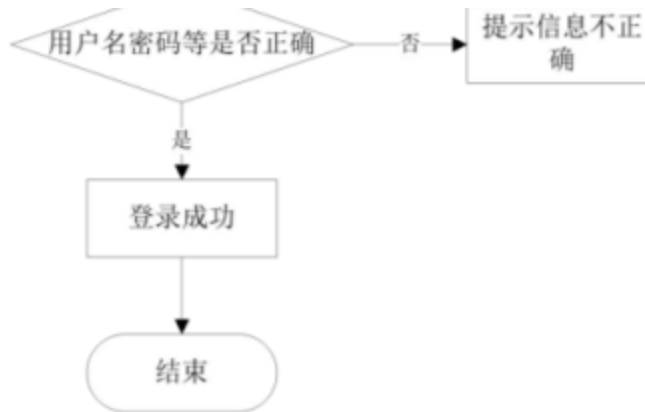 用户名密码等是否正确
否
提示信息不正
确
是
登录成功
结束